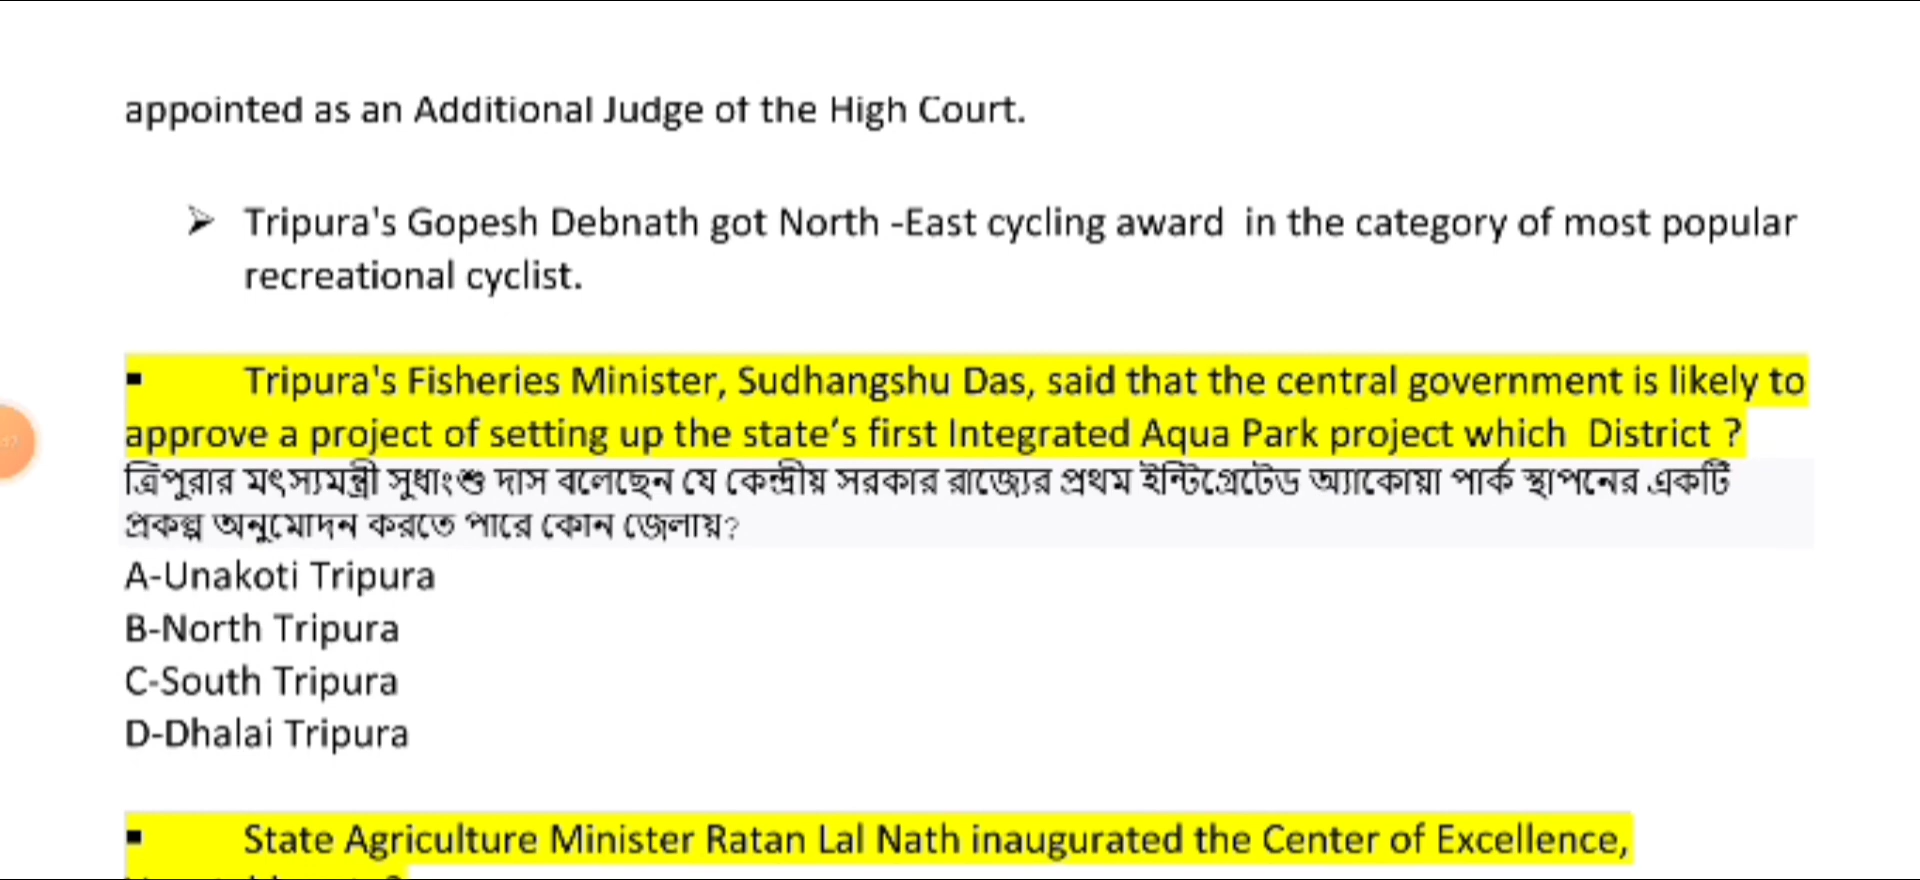 appointed as an Additional Judge of the High Court.
➤ Tripura's Gopesh Debnath got North -East cycling award in the category of most popular
recreational cyclist.
▪ Tripura's Fisheries Minister, Sudhangshu Das, said that the central government is likely to
approve a project of setting up the state’s first Integrated Aqua Park project which District ?
ত্রিপুরার মৎস্যমন্ত্রী সুধাংশু দাস বলেছেন যে কেন্দ্রীয় সরকার রাজ্যের প্রথম ইন্টিগ্রেটেড অ্যাকোয়া পার্ক স্থাপনের একটি
প্রকল্প অনুমোদন করতে পারে কোন জেলায়?
A-Unakoti Tripura
B-North Tripura
C-South Tripura
D-Dhalai Tripura
▪ State Agriculture Minister Ratan Lal Nath inaugurated the Center of Excellence,